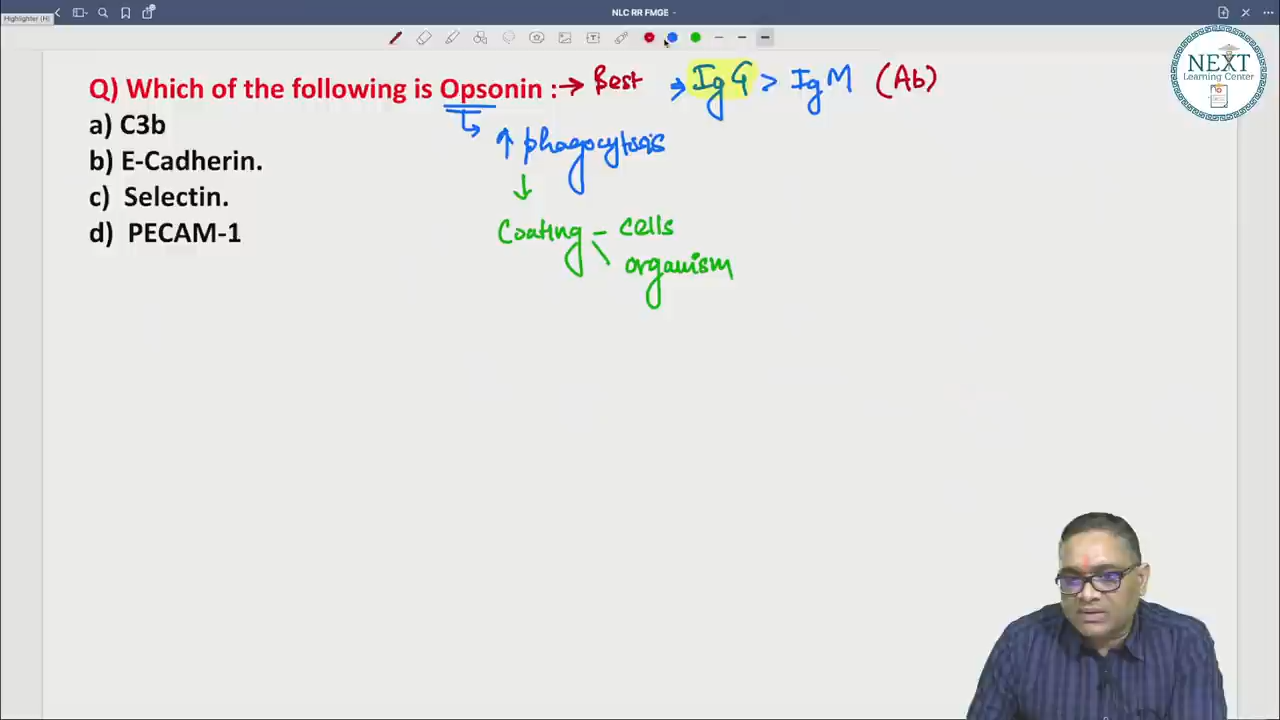 Highlighter (H)
NLC RR FMGE
Q) Which of the following is Opsonin : → Best → IgG > IgM (Ab)
a) C3b
↑ phagocytosis
b) E-Cadherin.
c) Selectin.
Coating - cells
d) PECAM-1
organism
NEXT
Learning Center